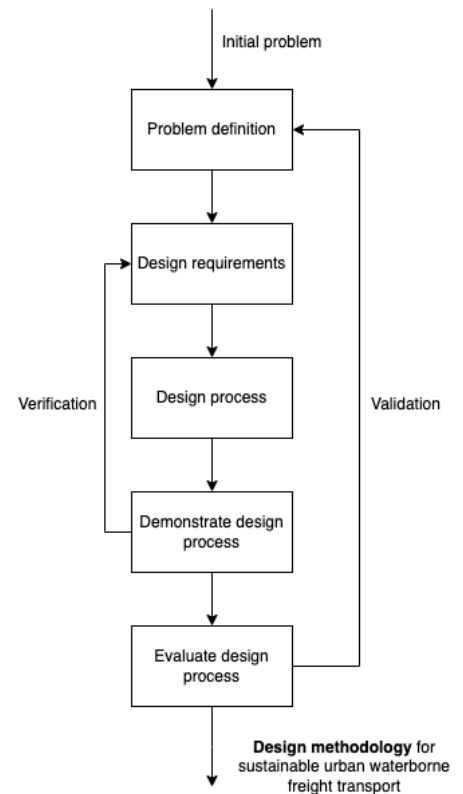 Initial problem
Problem definition
Design requirements
Design process
Verification
Validation
Demonstrate design
process
Evaluate design
process
Design methodology for
sustainable urban waterborne
freight transport